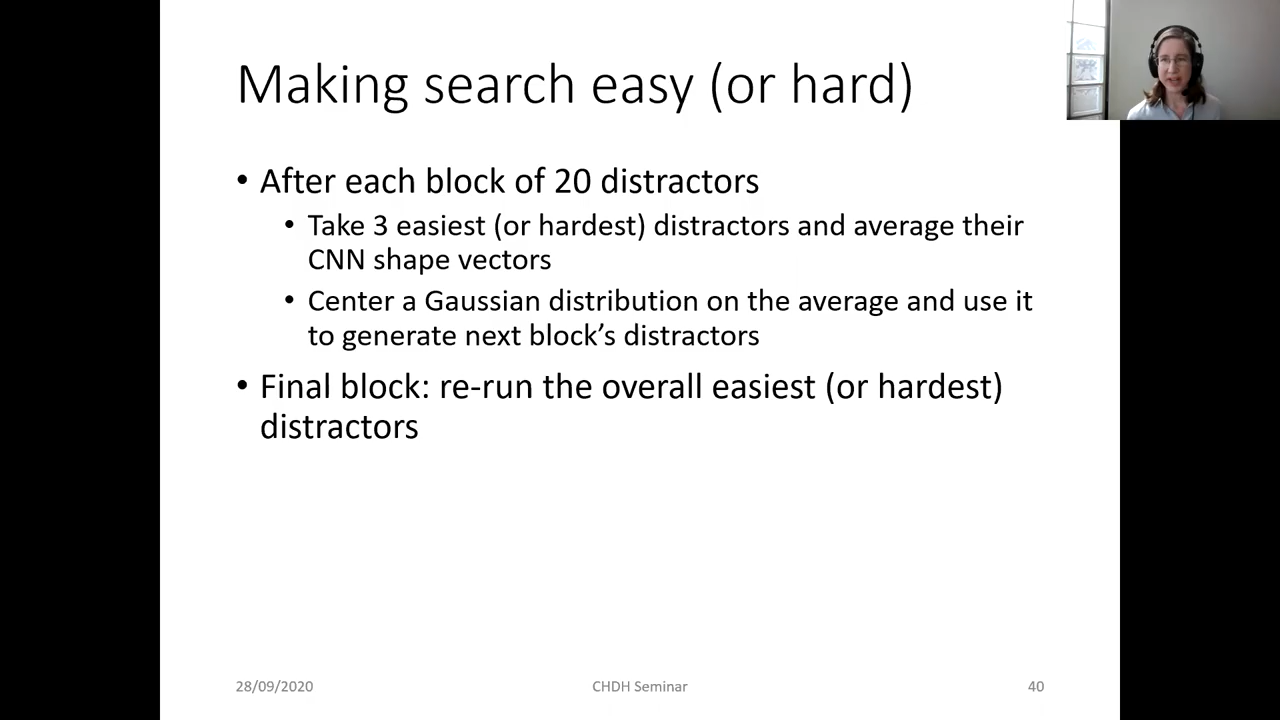 Making search easy (or hard)
• After each block of 20 distractors
• Take 3 easiest (or hardest) distractors and average their
CNN shape vectors
• Center a Gaussian distribution on the average and use it
to generate next block’s distractors
• Final block: re-run the overall easiest (or hardest)
distractors
28/09/2020
CHDH Seminar
40